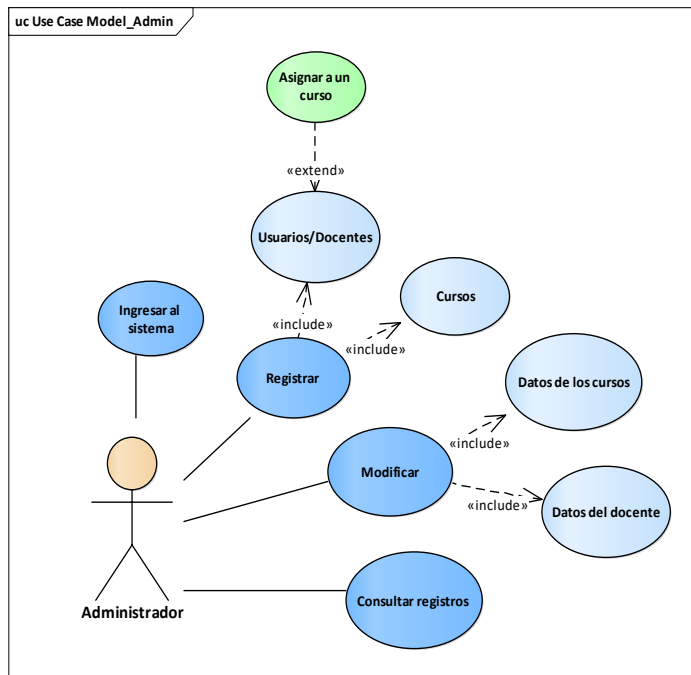 uc Use Case Model_Admin
Asignar a un
curso
«extend»
Usuarios/Docentes
Ingresar al
sistema
«include»
Cursos
«include»
Registrar
Datos de los cursos
«include»
Modificar
«include»
Datos del docente
Consultar registros
Administrador